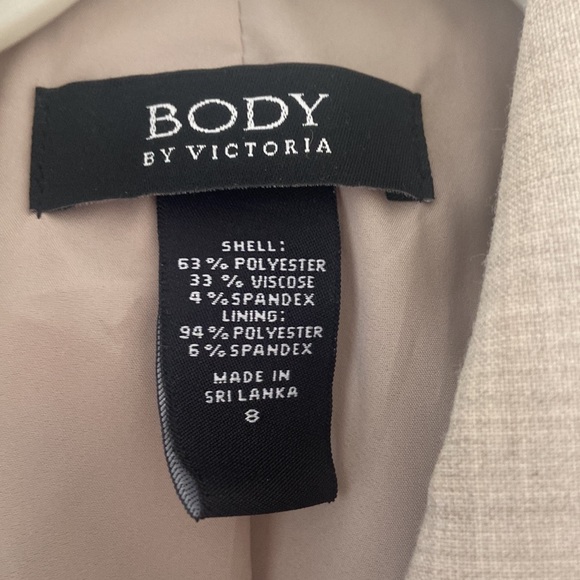 BODY
BY VICTORIA
SHELL:
63% POLYESTER
33% VISCOSE
4% SPANDEX
LINING:
94% POLYESTER
6% SPANDEX
MADE IN
SRI LANKA
8